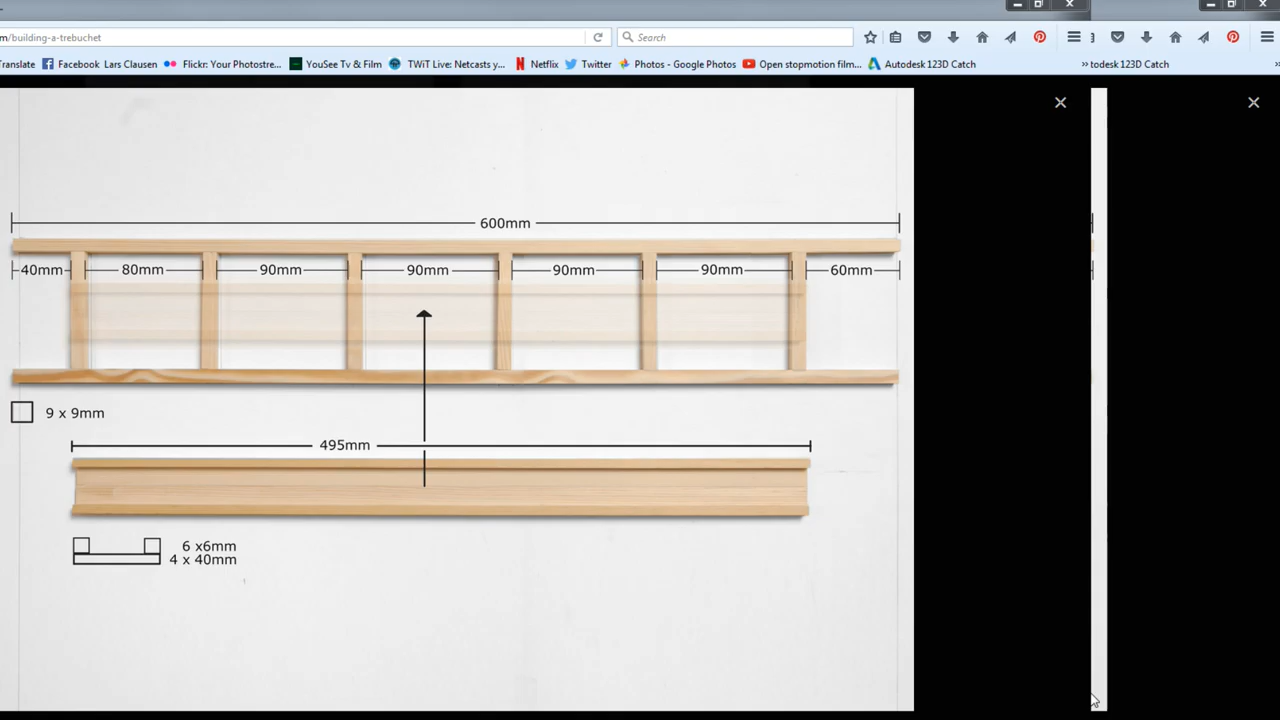 m/building-a-trebuchet
Search
Translate Facebook Lars Clausen Flickr: Your Photostre... YouSee Tv & Film TWiT Live: Netcasts y... Netflix Twitter Photos - Google Photos Open stopmotion film... Autodesk 123D Catch » todesk 123D Catch »
600mm
40mm 80mm 90mm 90mm 90mm 90mm 60mm
9 x 9mm
495mm
6 x6mm
4 x 40mm